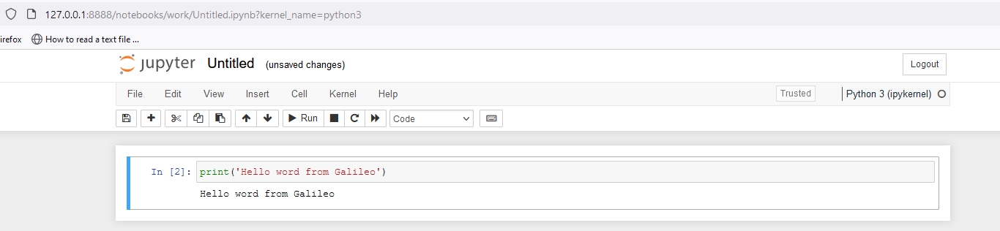 127.0.0.1:8888/notebooks/work/Untitled.ipynb?kernel_name=python3
irefox How to read a text file ...
jupyter Untitled (unsaved changes) Logout
File Edit View Insert Cell Kernel Help Trusted Python 3 (ipykernel)
Run Code
In [2]: print('Hello word from Galileo')
Hello word from Galileo